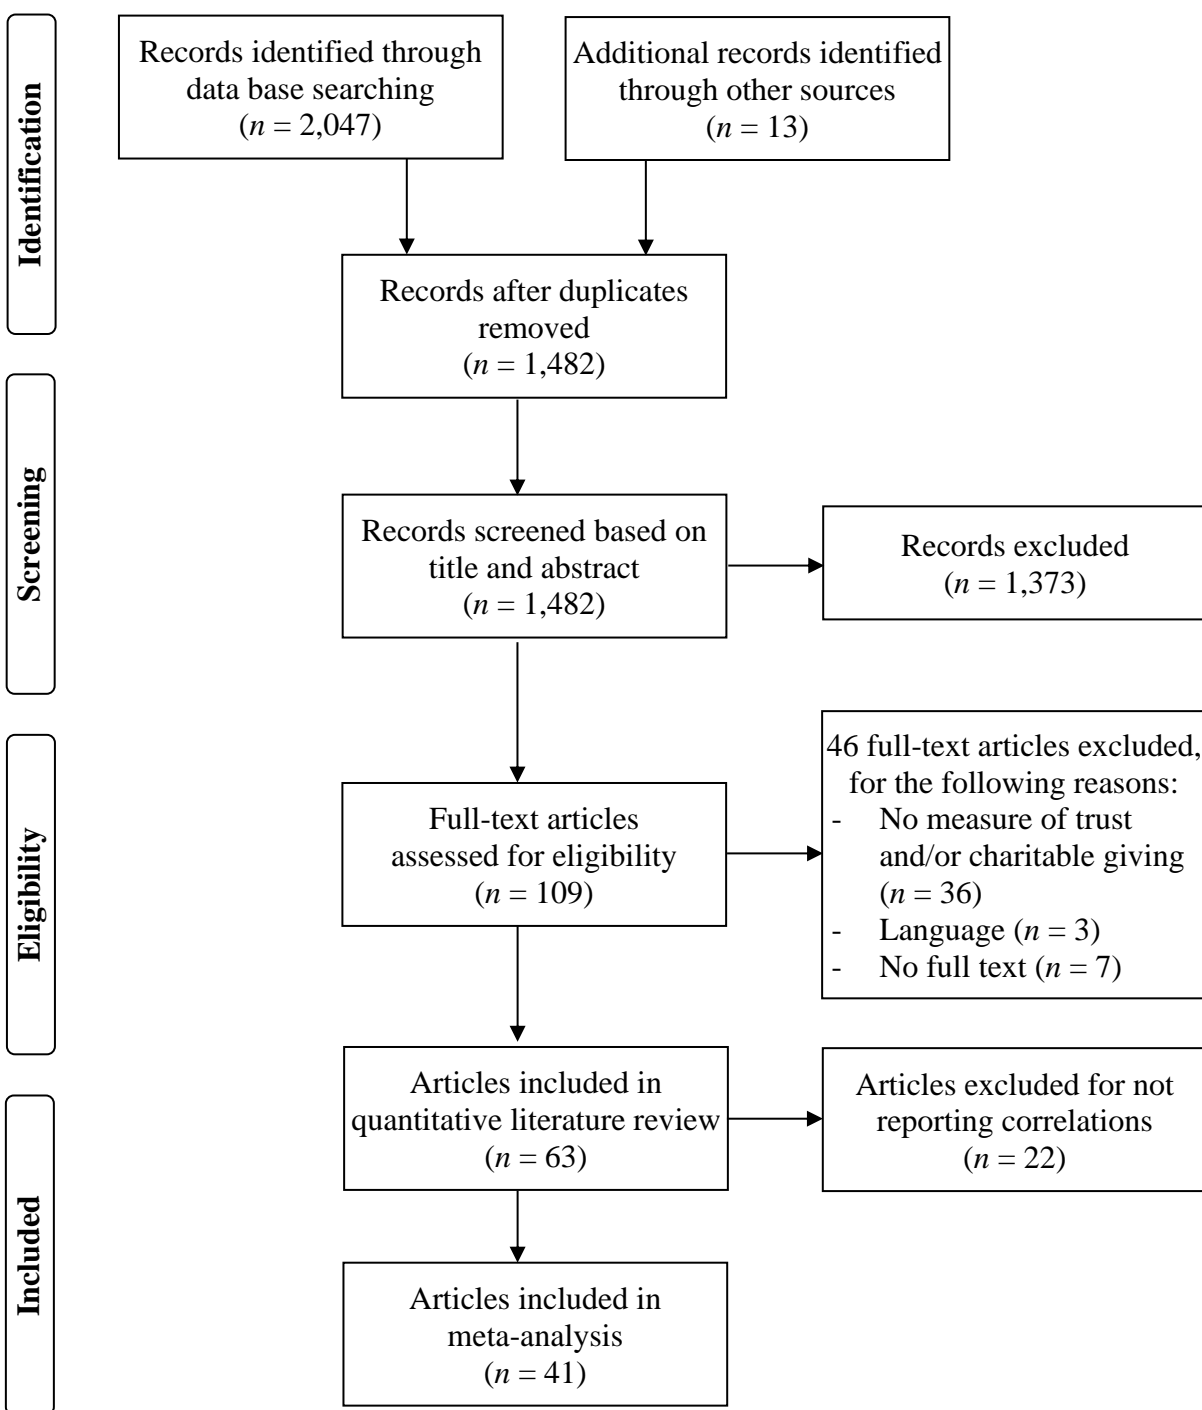 Identification
Records identified through
data base searching
(n = 2,047)
Additional records identified
through other sources
(n = 13)
Records after duplicates
removed
(n = 1,482)
Screening
Records screened based on
title and abstract
(n = 1,482)
Records excluded
(n = 1,373)
Eligibility
Full-text articles
assessed for eligibility
(n = 109)
46 full-text articles excluded,
for the following reasons:
- No measure of trust
and/or charitable giving
(n = 36)
- Language (n = 3)
- No full text (n = 7)
Included
Articles included in
quantitative literature review
(n = 63)
Articles excluded for not
reporting correlations
(n = 22)
Articles included in
meta-analysis
(n = 41)